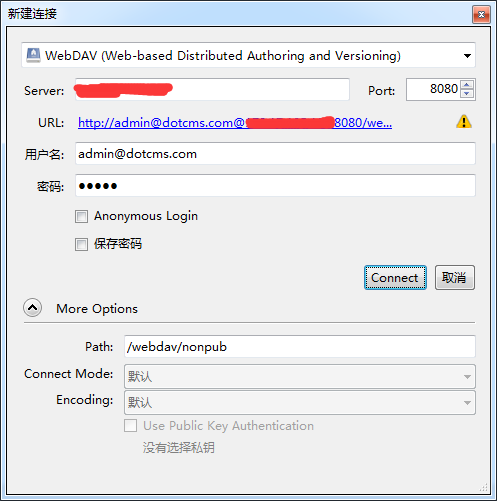 新建连接
WebDAV (Web-based Distributed Authoring and Versioning)
Server:
Port: 8080
URL: http://admin@dotcms.com@ 8080/we...
用户名: admin@dotcms.com
密码: ●●●●●
Anonymous Login
保存密码
Connect 取消
More Options
Path: /webdav/nonpub
Connect Mode: 默认
Encoding: 默认
Use Public Key Authentication
没有选择私钥